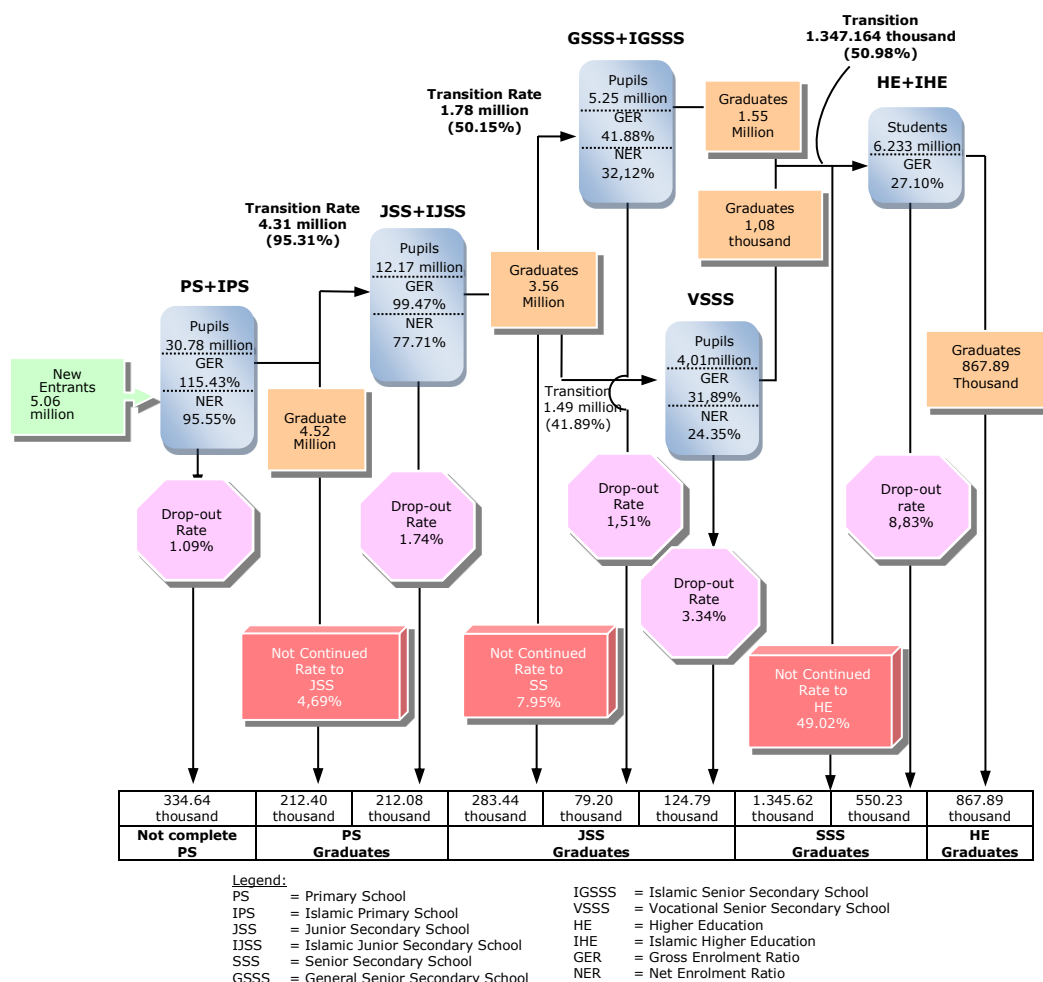 Transition
1.347.164 thousand
(50.98%)
GSSS+IGSSS
HE+IHE
Pupils
5.25 million
GER
41.88%
NER
32,12%
Graduates
1.55
Million
Students
6.233 million
GER
27.10%
Transition Rate
1.78 million
(50.15%)
Graduates
1,08
thousand
Transition Rate
4.31 million
(95.31%)
JSS+IJSS
Pupils
12.17 million
GER
99.47%
NER
77.71%
Graduates
3.56
Million
PS+IPS
VSSS
Pupils
30.78 million
GER
115.43%
NER
95.55%
Pupils
4,01million
GER
31,89%
NER
24.35%
Graduates
867.89
Thousand
New
Entrants
5.06
million
Transition
1.49 million
(41.89%)
Graduate
4.52
Million
Drop-out
Rate
1.09%
Drop-out
Rate
1.74%
Drop-out
Rate
1,51%
Drop-out
rate
8,83%
Drop-out
Rate
3.34%
Not Continued
Rate to
JSS
4,69%
Not Continued
Rate to
SS
7.95%
Not Continued
Rate to
HE
49.02%
334.64 thousand
212.40 thousand
212.08 thousand
283.44 thousand
79.20 thousand
124.79 thousand
1.345.62 thousand
550.23 thousand
867.89 thousand
Not complete PS
PS Graduates
JSS Graduates
SSS Graduates
HE Graduates
Legend:
PS = Primary School
IPS = Islamic Primary School
JSS = Junior Secondary School
IJSS = Islamic Junior Secondary School
SSS = Senior Secondary School
GSSS = General Senior Secondary School
IGSSS = Islamic Senior Secondary School
VSSS = Vocational Senior Secondary School
HE = Higher Education
IHE = Islamic Higher Education
GER = Gross Enrolment Ratio
NER = Net Enrolment Ratio